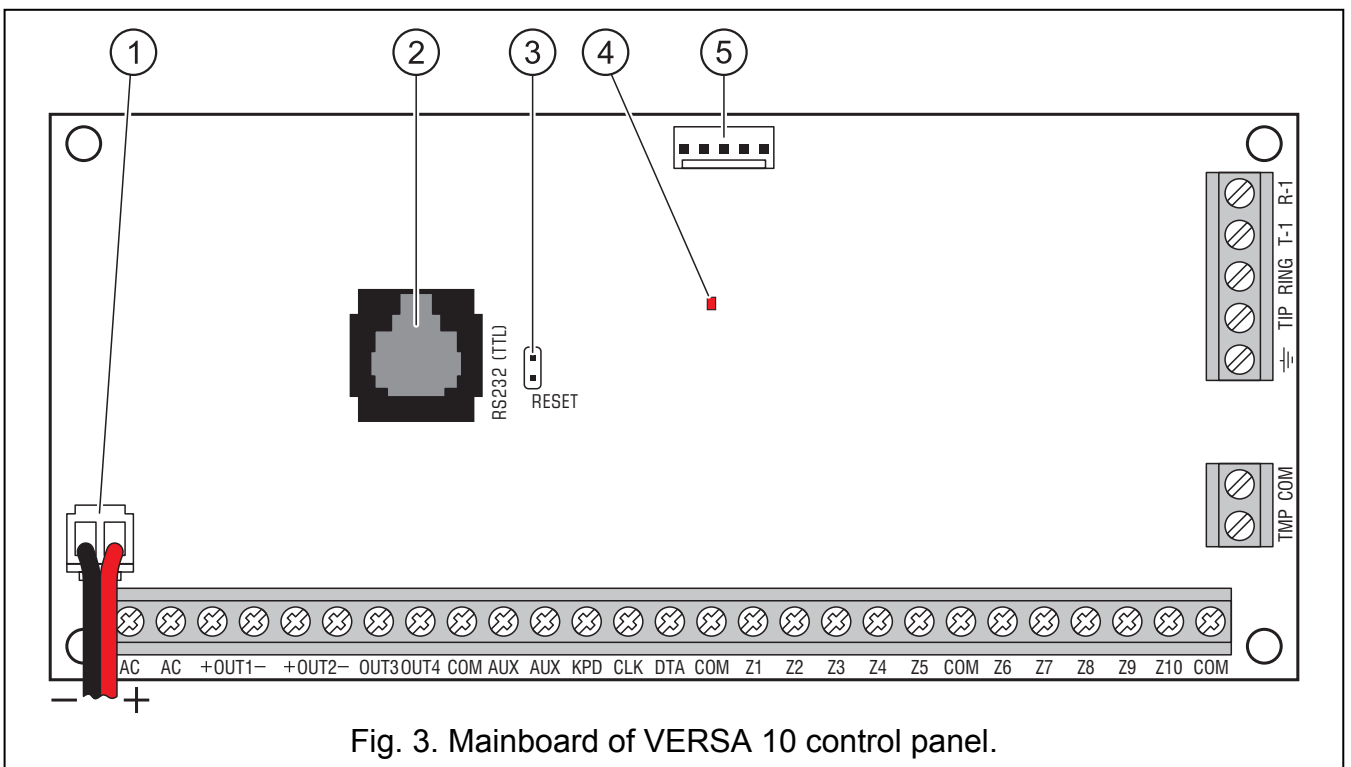 1 2 3 4 5
R-1
T-1
RING
TIP
RS232 (TTL)
RESET
COM
TMP
AC AC +OUT1− +OUT2− OUT3 OUT4 COM AUX AUX KPD CLK DTA COM Z1 Z2 Z3 Z4 Z5 COM Z6 Z7 Z8 Z9 Z10 COM
− +
Fig. 3. Mainboard of VERSA 10 control panel.